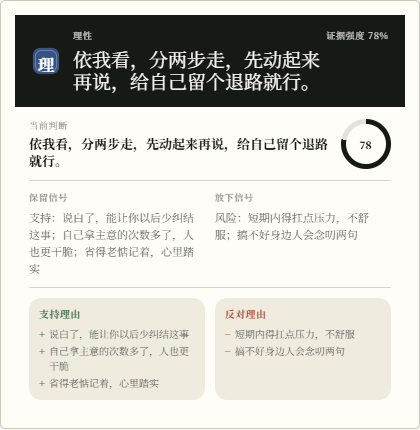 理性
证据强度 78%
理
依我看，分两步走，先动起来
再说，给自己留个退路就行。
当前判断
依我看，分两步走，先动起来再说，给自己留个退路
就行。
78
保留信号
支持：说白了，能让你以后少纠结
这事；自己拿主意的次数多了，人
也更干脆；省得老惦记着，心里踏
实
放下信号
风险：短期内得扛点压力，不舒
服；搞不好身边人会念叨两句
支持理由
+ 说白了，能让你以后少纠结这事
+ 自己拿主意的次数多了，人也更
干脆
+ 省得老惦记着，心里踏实
反对理由
– 短期内得扛点压力，不舒服
– 搞不好身边人会念叨两句